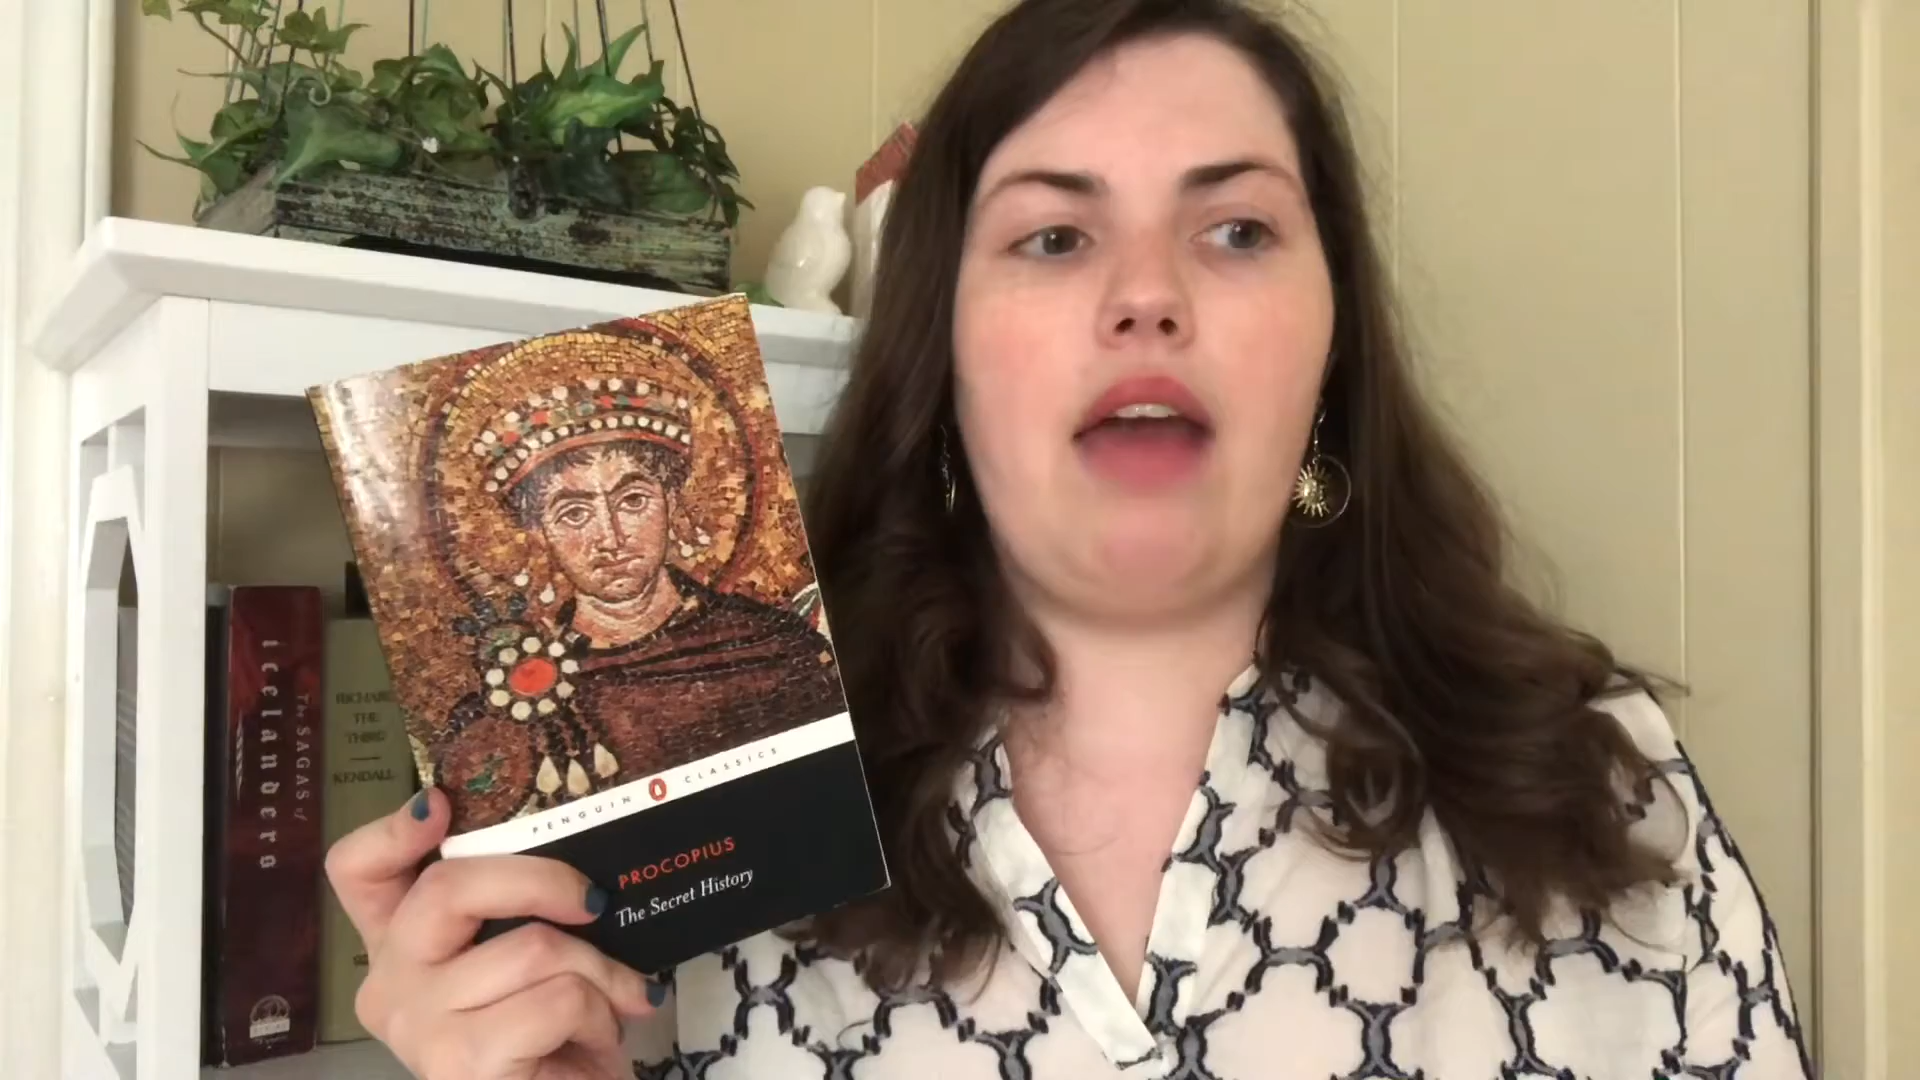 PENGUIN CLASSICS
PROCOPIUS
The Secret History
The SAGAS of
icelanders
RICHARD
THE
THIRD
KENDALL